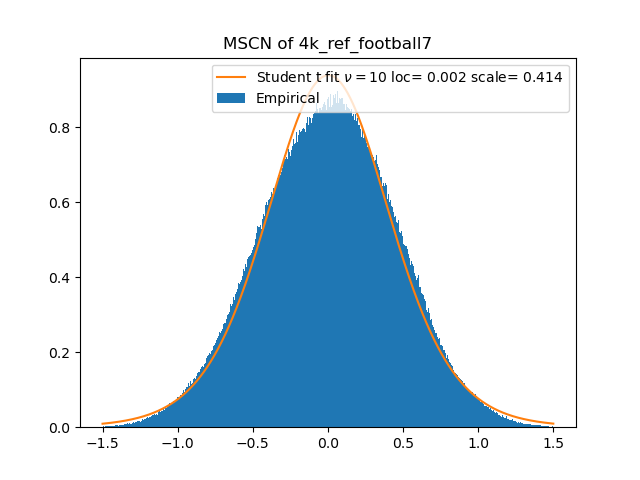 MSCN of 4k_ref_football7
Student t fit ν = 10 loc= 0.002 scale= 0.414
Empirical
0.8
0.6
0.4
0.2
0.0
−1.5 −1.0 −0.5 0.0 0.5 1.0 1.5